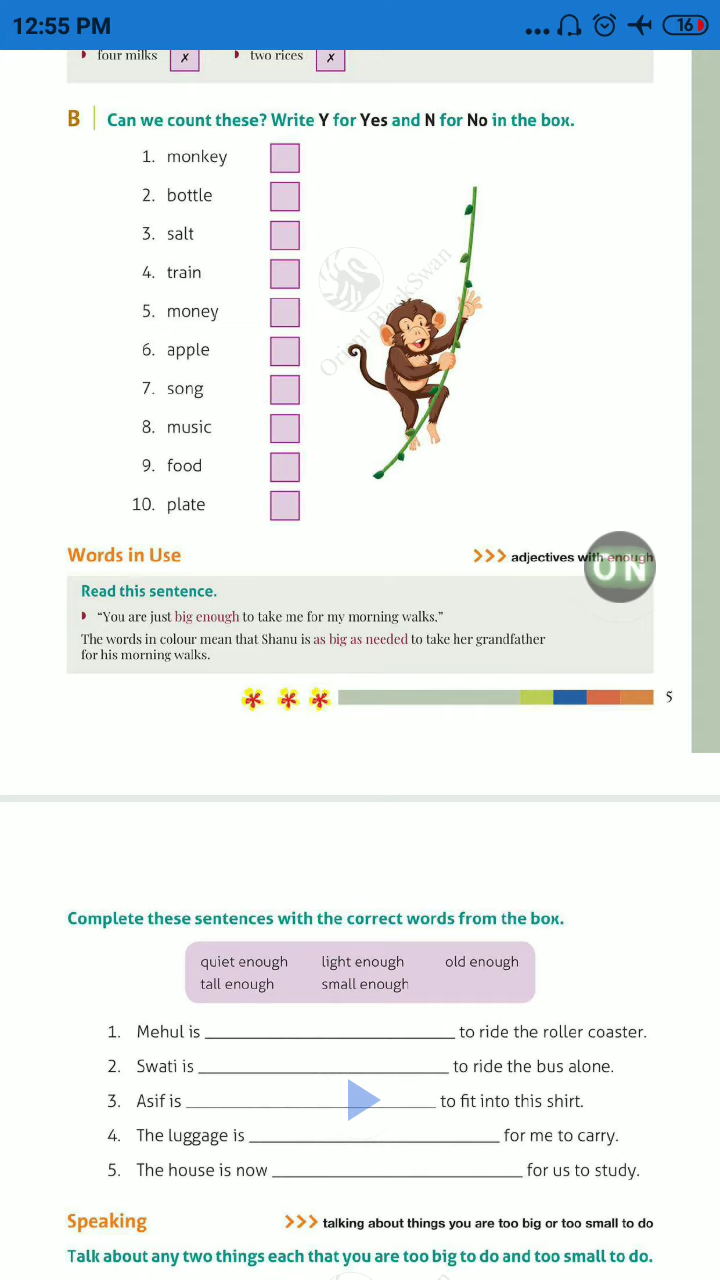 12:55 PM
16
four milks ✗ two rices ✗
B Can we count these? Write Y for Yes and N for No in the box.
1. monkey
2. bottle
3. salt
4. train
5. money
6. apple
7. song
8. music
9. food
10. plate
Orient BlackSwan
Words in Use >>> adjectives with enough
ON
Read this sentence.
“You are just big enough to take me for my morning walks.”
The words in colour mean that Shanu is as big as needed to take her grandfather
for his morning walks.
5
Complete these sentences with the correct words from the box.
quiet enough light enough old enough
tall enough small enough
1. Mehul is ______ to ride the roller coaster.
2. Swati is ______ to ride the bus alone.
3. Asif is ______ to fit into this shirt.
4. The luggage is ______ for me to carry.
5. The house is now ______ for us to study.
Speaking >>> talking about things you are too big or too small to do
Talk about any two things each that you are too big to do and too small to do.